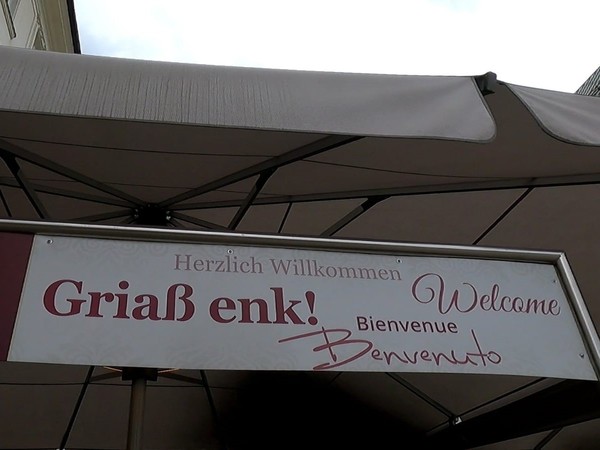 Herzlich Willkommen
Griaß enk!
Welcome
Bienvenue
Benvenuto